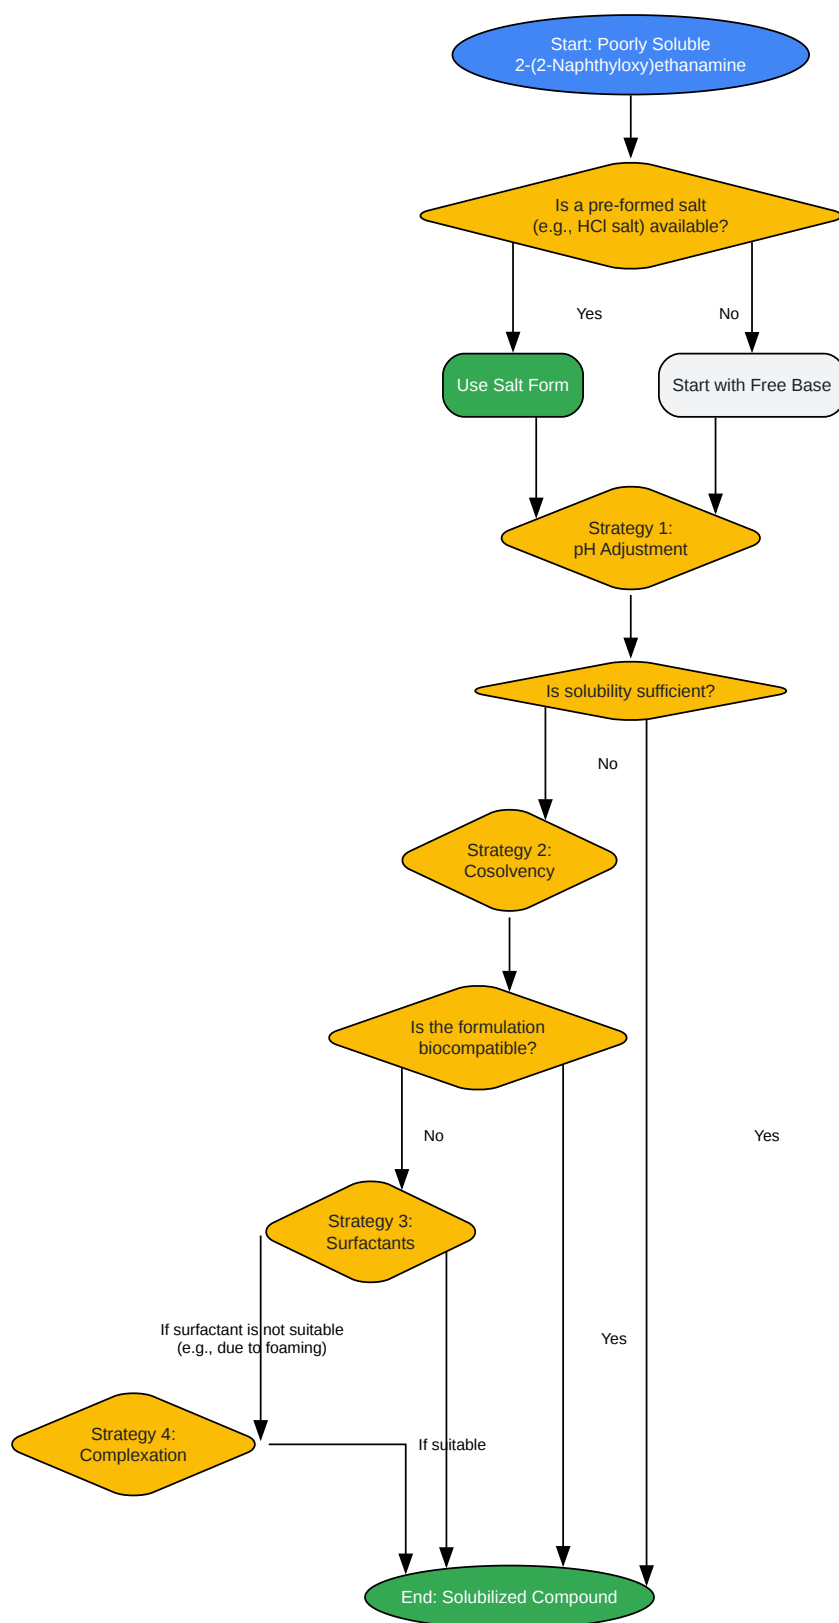 Start: Poorly Soluble
2-(2-Naphthyloxy)ethanamine
Is a pre-formed salt
(e.g., HCl salt) available?
Yes
No
Use Salt Form
Start with Free Base
Strategy 1:
pH Adjustment
Is solubility sufficient?
No
Strategy 2:
Cosolvency
Is the formulation
biocompatible?
No
Yes
Strategy 3:
Surfactants
If surfactant is not suitable
(e.g., due to foaming)
Yes
Strategy 4:
Complexation
If suitable
End: Solubilized Compound